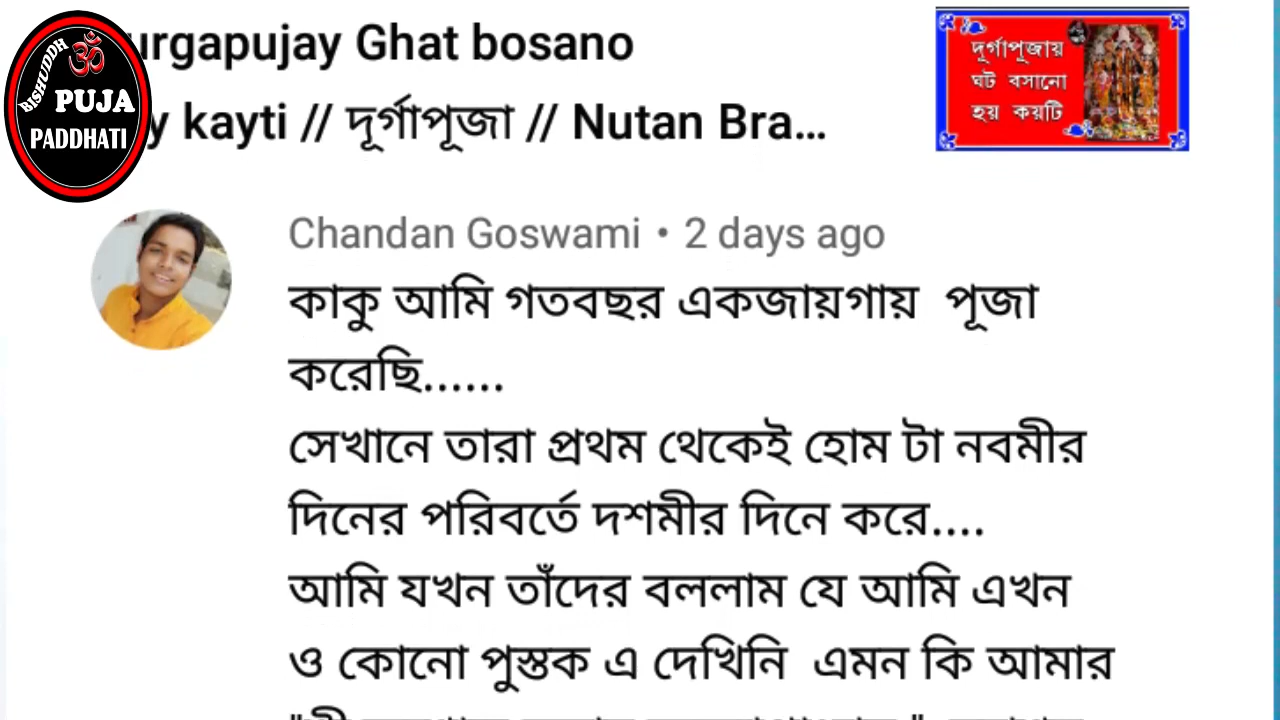 urgapujay Ghat bosano
y kayti // দূর্গাপূজা // Nutan Bra...
BISHUDDH
ॐ
PUJA
PADDHATI
দূর্গাপূজায়
ঘট বসানো
হয় কয়টি
Chandan Goswami • 2 days ago
কাকু আমি গতবছর একজায়গায় পূজা
করেছি......
সেখানে তারা প্রথম থেকেই হোম টা নবমীর
দিনের পরিবর্তে দশমীর দিনে করে....
আমি যখন তাঁদের বললাম যে আমি এখন
ও কোনো পুস্তক এ দেখিনি এমন কি আমার